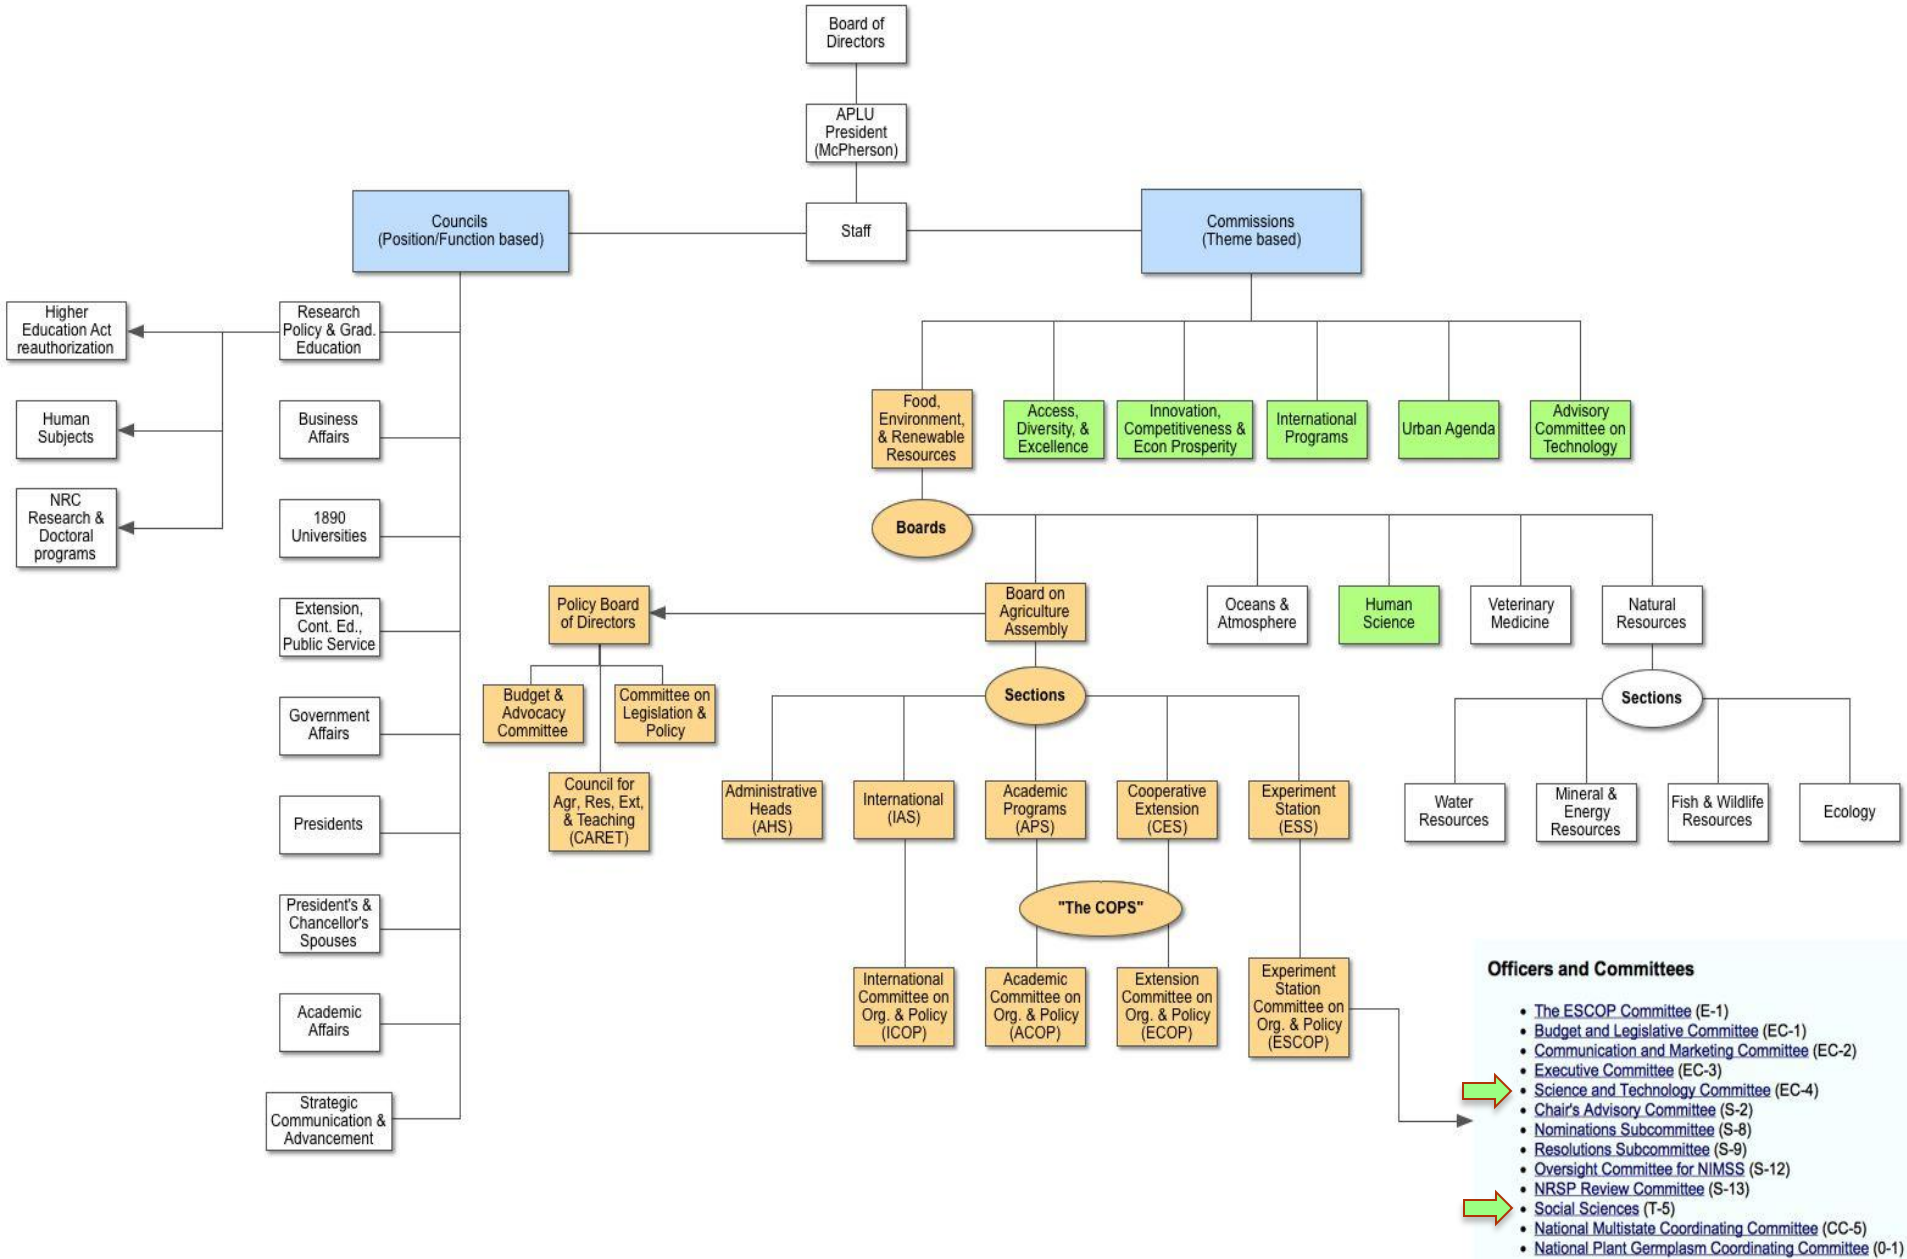 Board of
Directors
APLU
President
(McPherson)
Councils
(Position/Function based)
Staff
Commissions
(Theme based)
Higher
Education Act
reauthorization
Research
Policy & Grad.
Education
Human
Subjects
Business
Affairs
NRC
Research &
Doctoral
programs
1890
Universities
Extension,
Cont. Ed.,
Public Service
Government
Affairs
Presidents
President's &
Chancellor's
Spouses
Academic
Affairs
Strategic
Communication &
Advancement
Food,
Environment,
& Renewable
Resources
Access,
Diversity, &
Excellence
Innovation,
Competitiveness &
Econ Prosperity
International
Programs
Urban Agenda
Advisory
Committee on
Technology
Boards
Policy Board
of Directors
Board on
Agriculture
Assembly
Oceans &
Atmosphere
Human
Science
Veterinary
Medicine
Natural
Resources
Budget &
Advocacy
Committee
Committee on
Legislation &
Policy
Council for
Agr, Res, Ext,
& Teaching
(CARET)
Sections
Sections
Administrative
Heads
(AHS)
International
(IAS)
Academic
Programs
(APS)
Cooperative
Extension
(CES)
Experiment
Station
(ESS)
Water
Resources
Mineral &
Energy
Resources
Fish & Wildlife
Resources
Ecology
"The COPS"
International
Committee on
Org. & Policy
(ICOP)
Academic
Committee on
Org. & Policy
(ACOP)
Extension
Committee on
Org. & Policy
(ECOP)
Experiment
Station
Committee on
Org. & Policy
(ESCOP)
Officers and Committees
• The ESCOP Committee (E-1)
• Budget and Legislative Committee (EC-1)
• Communication and Marketing Committee (EC-2)
• Executive Committee (EC-3)
• Science and Technology Committee (EC-4)
• Chair's Advisory Committee (S-2)
• Nominations Subcommittee (S-8)
• Resolutions Subcommittee (S-9)
• Oversight Committee for NIMSS (S-12)
• NRSP Review Committee (S-13)
• Social Sciences (T-5)
• National Multistate Coordinating Committee (CC-5)
• National Plant Germplasm Coordinating Committee (0-1)